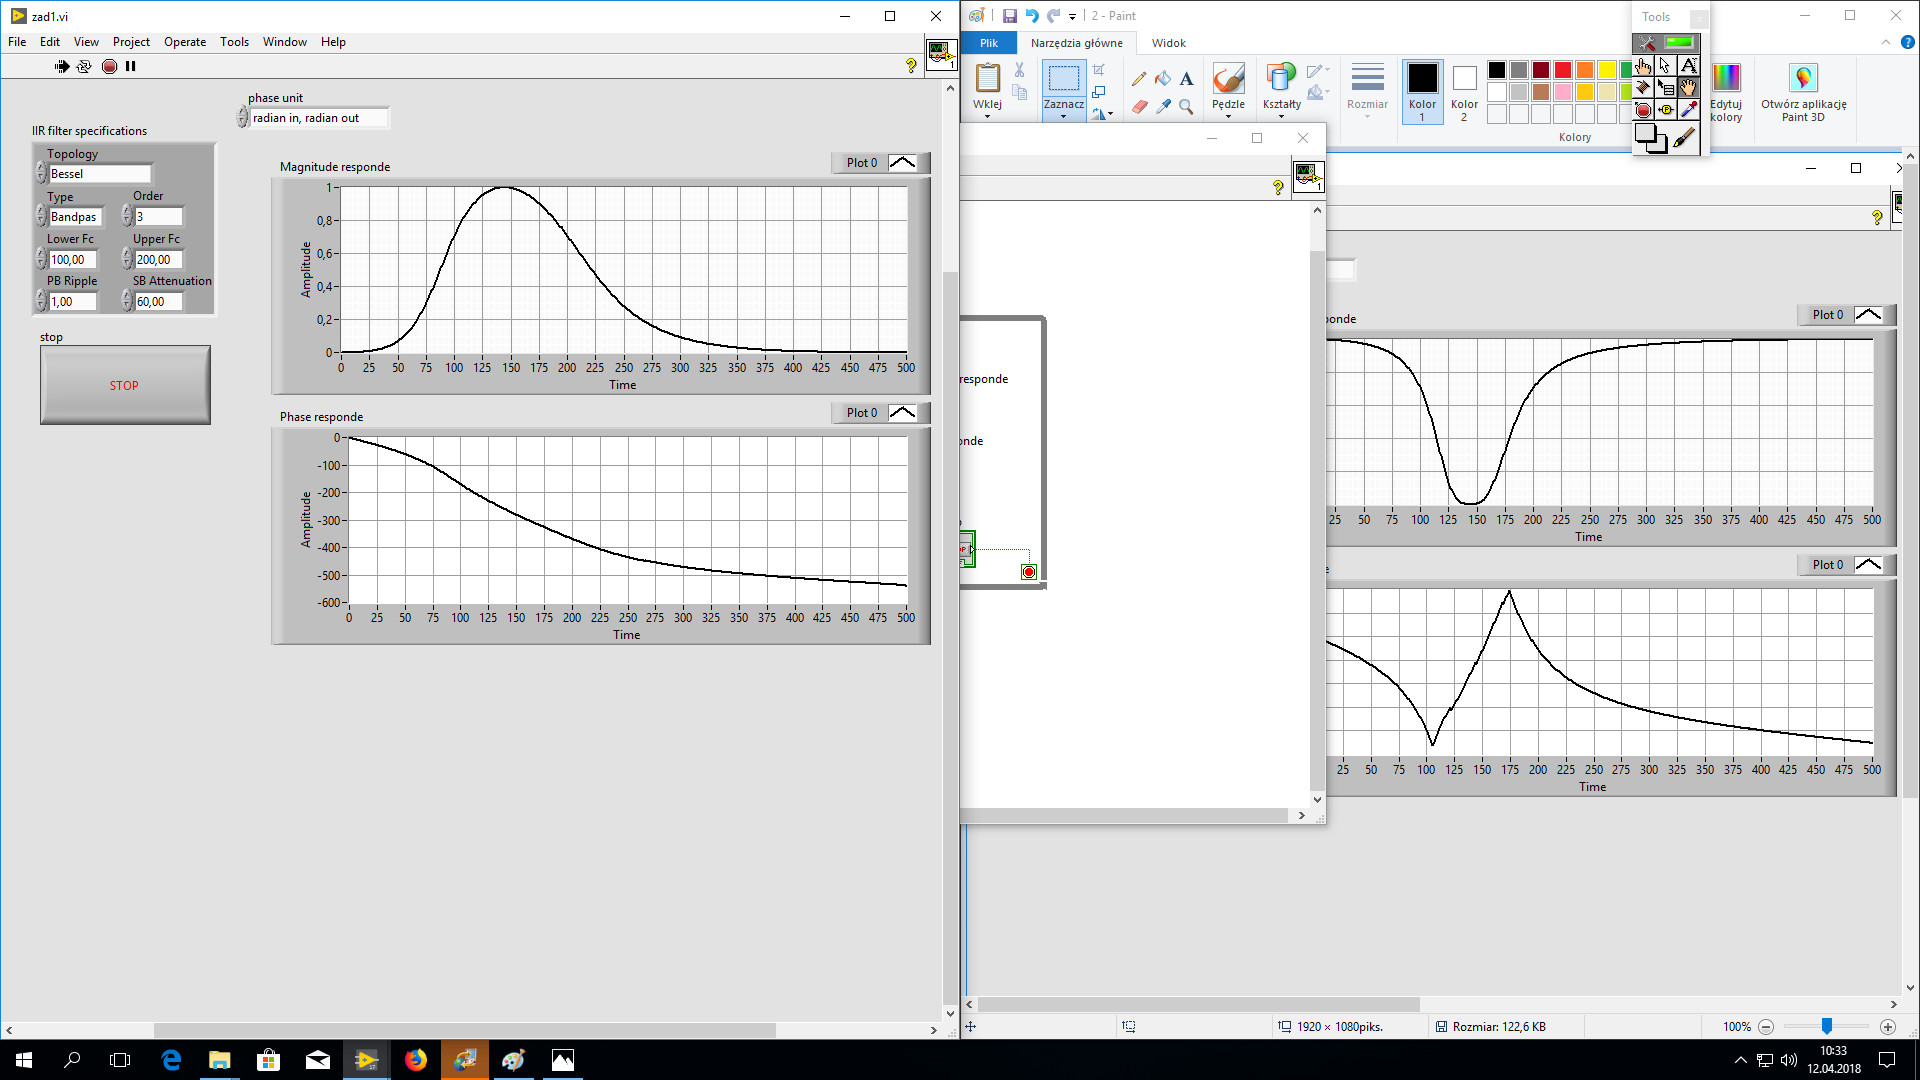 zad1.vi
File Edit View Project Operate Tools Window Help
1
phase unit
radian in, radian out
IIR filter specifications
Topology
Bessel
Type Order
Bandpas 3
Lower Fc Upper Fc
100,00 200,00
PB Ripple SB Attenuation
1,00 60,00
stop
STOP
Magnitude responde
Plot 0
1
0,8
0,6
0,4
0,2
0
Amplitude
0 25 50 75 100 125 150 175 200 225 250 275 300 325 350 375 400 425 450 475 500
Time
Phase responde
Plot 0
0
-100
-200
-300
-400
-500
-600
Amplitude
0 25 50 75 100 125 150 175 200 225 250 275 300 325 350 375 400 425 450 475 500
Time
2 - Paint
Plik Narzędzia główne Widok
Wklej
Zaznacz
Pędzle
Kształty
Rozmiar
Kolor 1
Kolor 2
Edytuj kolory
Otwórz aplikację Paint 3D
Kolory
Tools
1
responde
onde
onde
Plot 0
25 50 75 100 125 150 175 200 225 250 275 300 325 350 375 400 425 450 475 500
Time
e
Plot 0
25 50 75 100 125 150 175 200 225 250 275 300 325 350 375 400 425 450 475 500
Time
1920 × 1080piks.
Rozmiar: 122,6 KB
100%
10:33
12.04.2018